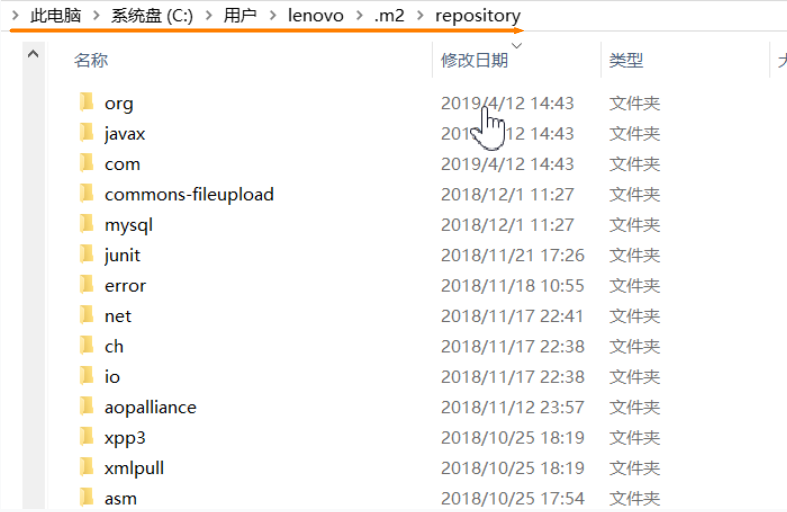 此电脑 > 系统盘 (C:) > 用户 > lenovo > .m2 > repository
名称 修改日期 类型
org 2019/4/12 14:43 文件夹
javax 201 12 14:43 文件夹
com 2019/4/12 14:43 文件夹
commons-fileupload 2018/12/1 11:27 文件夹
mysql 2018/12/1 11:27 文件夹
junit 2018/11/21 17:26 文件夹
error 2018/11/18 10:55 文件夹
net 2018/11/17 22:41 文件夹
ch 2018/11/17 22:38 文件夹
io 2018/11/17 22:38 文件夹
aopalliance 2018/11/12 23:57 文件夹
xpp3 2018/10/25 18:19 文件夹
xmlpull 2018/10/25 18:19 文件夹
asm 2018/10/25 17:54 文件夹